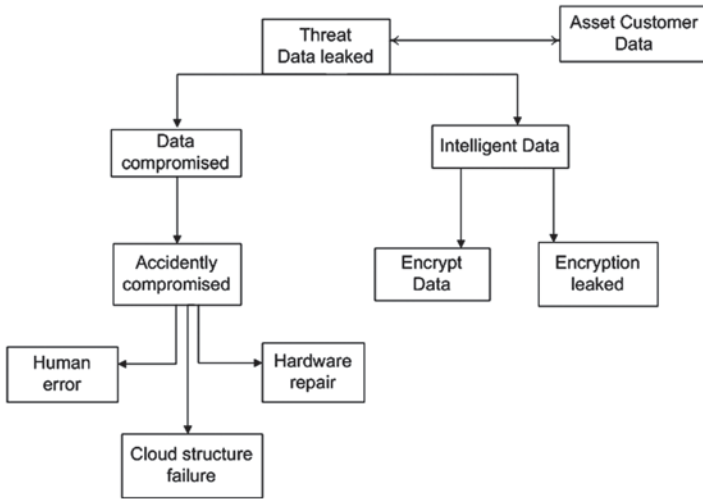 Threat
Data leaked
Asset Customer
Data
Data
compromised
Intelligent Data
Accidently
compromised
Encrypt
Data
Encryption
leaked
Human
error
Hardware
repair
Cloud structure
failure